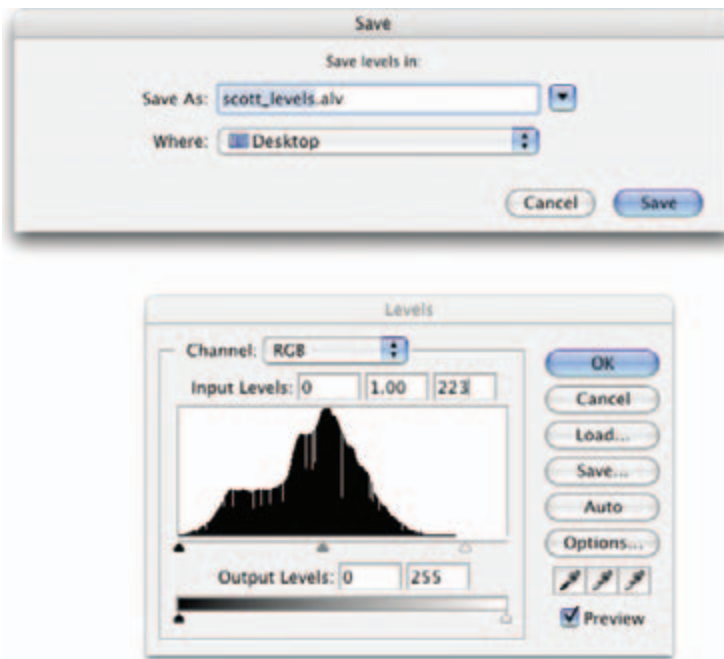 Save
Save levels in:
Save As: scott_levels.alv
Where: Desktop
Cancel Save
Levels
Channel: RGB
Input Levels: 0 1.00 223
OK
Cancel
Load...
Save...
Auto
Options...
Output Levels: 0 255
Preview